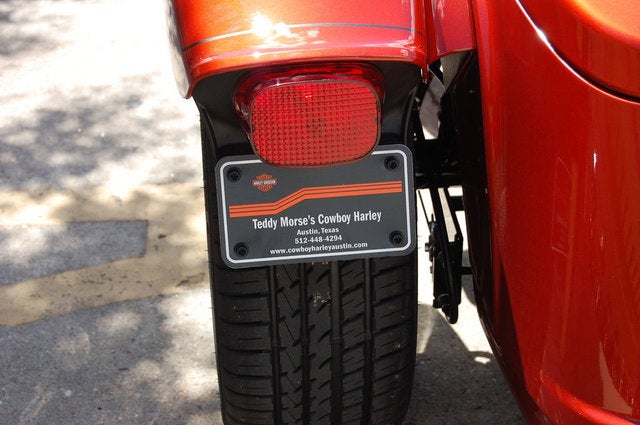 HARLEY-DAVIDSON
Teddy Morse's Cowboy Harley
Austin, Texas
512-448-4294
www.cowboyharleyaustin.com